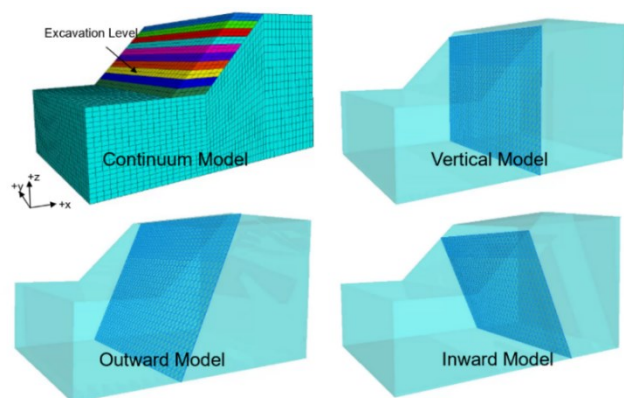 Excavation Level
Continuum Model
Vertical Model
+z
+y
+x
Outward Model
Inward Model